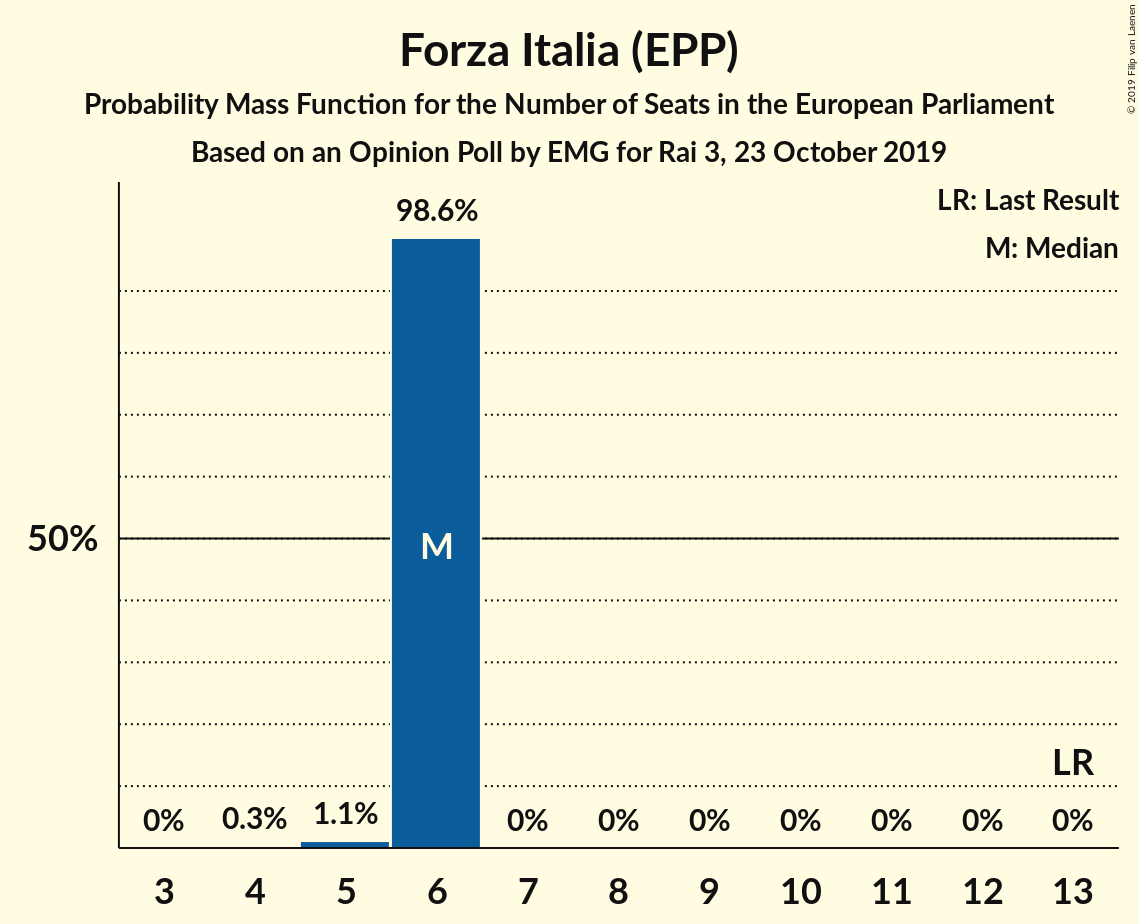 Forza Italia (EPP)
Probability Mass Function for the Number of Seats in the European Parliament
Based on an Opinion Poll by EMG for Rai 3, 23 October 2019
© 2019 Filip van Laenen
LR: Last Result
M: Median
98.6%
50%
M
LR
0% 0.3% 1.1% 0% 0% 0% 0% 0% 0% 0%
3 4 5 6 7 8 9 10 11 12 13